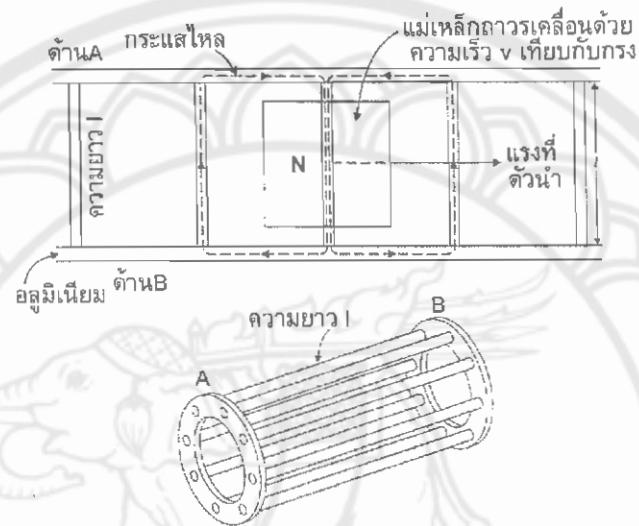 ด้านA
กระแสไหล
แม่เหล็กถาวรเคลื่อนด้วย
ความเร็ว v เทียบกับกรง
ความยาว l
N
แรงที่
ตัวนำ
อลูมิเนียม
ด้านB
ความยาว l
A
B